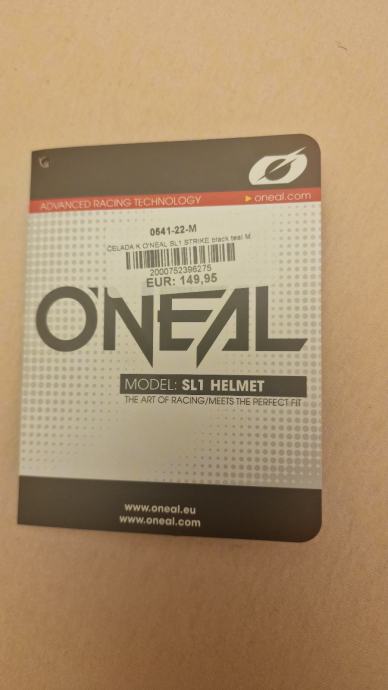 ADVANCED RACING TECHNOLOGY
oneal.com
0541-22-M
ČELADA K O'NEAL SL1 STRIKE black teal M
2000752396275
EUR: 149,95
O'NEAL
MODEL: SL1 HELMET
THE ART OF RACING/MEETS THE PERFECT FIT
www.oneal.eu
www.oneal.com